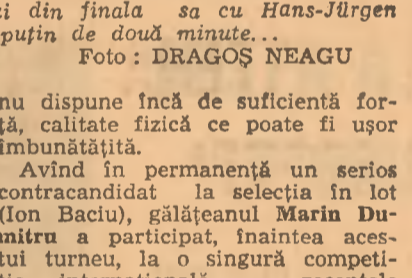 din finala sa cu Hans-Jürgen
puțin de două minute...
Foto : DRAGOȘ NEAGU
nu dispune încă de suficientă for-
ță, calitate fizică ce poate fi ușor
îmbunătățită.
Avînd în permanență un serios
contracandidat la selecția în lot
(Ion Baciu), gălățeanul Marin Du-
mitru a participat, înaintea aces-
tui turneu, la o singură competi-